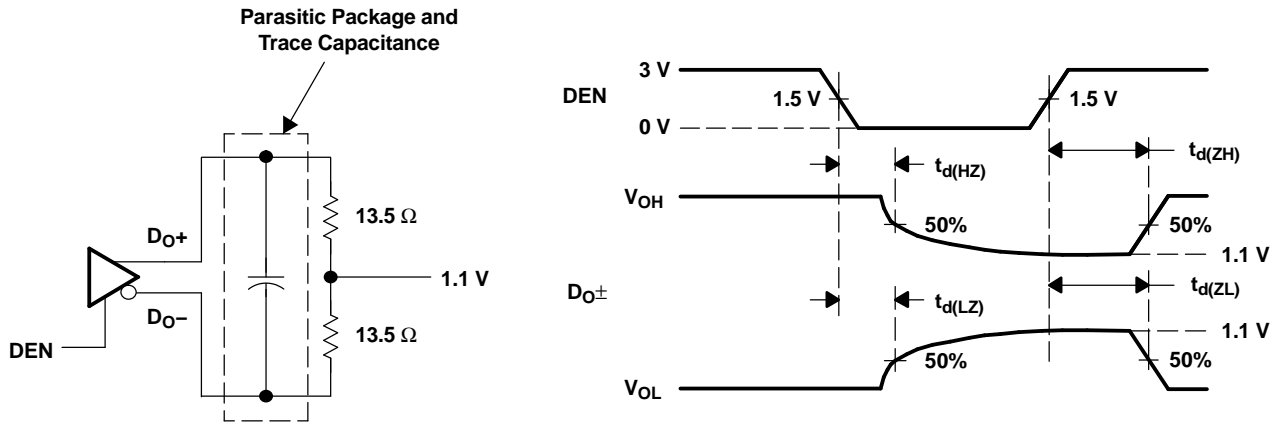 Parasitic Package and
Trace Capacitance
DO+
DO−
DEN
13.5 Ω
13.5 Ω
1.1 V
DEN
3 V
0 V
1.5 V
1.5 V
td(HZ)
td(ZH)
VOH
50%
50%
1.1 V
DO±
td(LZ)
td(ZL)
1.1 V
50%
50%
VOL